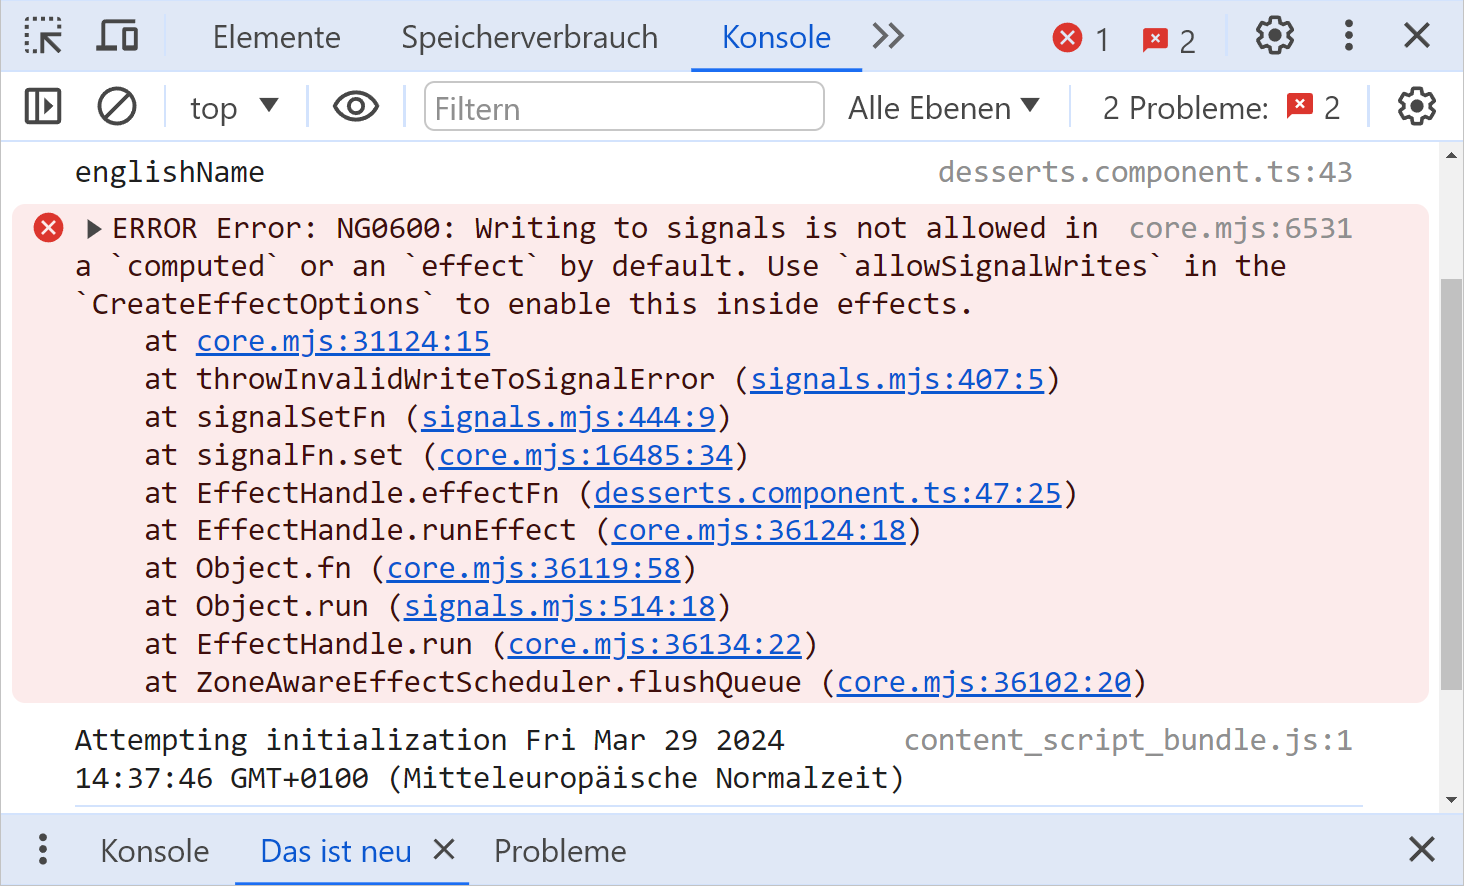 Elemente Speicherverbrauch Konsole 1 2
top Filtern Alle Ebenen 2 Probleme: 2
englishName desserts.component.ts:43
ERROR Error: NG0600: Writing to signals is not allowed in core.mjs:6531
a `computed` or an `effect` by default. Use `allowSignalWrites` in the
`CreateEffectOptions` to enable this inside effects.
at core.mjs:31124:15
at throwInvalidWriteToSignalError (signals.mjs:407:5)
at signalSetFn (signals.mjs:444:9)
at signalFn.set (core.mjs:16485:34)
at EffectHandle.effectFn (desserts.component.ts:47:25)
at EffectHandle.runEffect (core.mjs:36124:18)
at Object.fn (core.mjs:36119:58)
at Object.run (signals.mjs:514:18)
at EffectHandle.run (core.mjs:36134:22)
at ZoneAwareEffectScheduler.flushQueue (core.mjs:36102:20)
Attempting initialization Fri Mar 29 2024 content_script_bundle.js:1
14:37:46 GMT+0100 (Mitteleuropäische Normalzeit)
Konsole Das ist neu Probleme